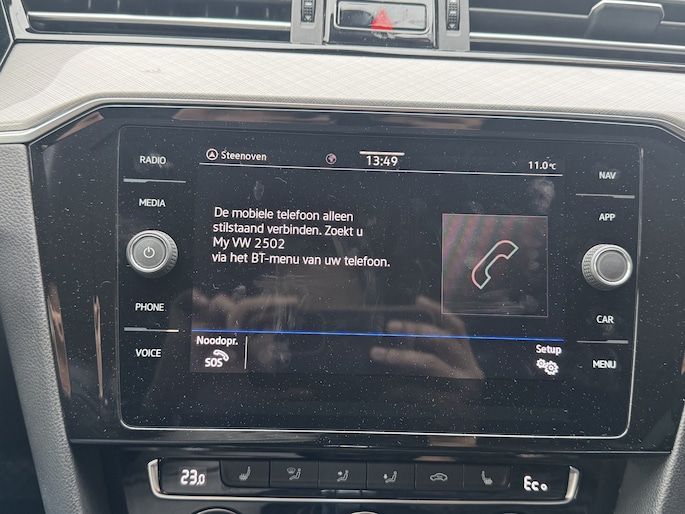 RADIO
MEDIA
PHONE
VOICE
Steenoven
13:49
11.0°C
De mobiele telefoon alleen
stilstaand verbinden. Zoekt u
My VW 2502
via het BT-menu van uw telefoon.
Noodopr.
SOS
Setup
NAV
APP
CAR
MENU
23.0
Eco